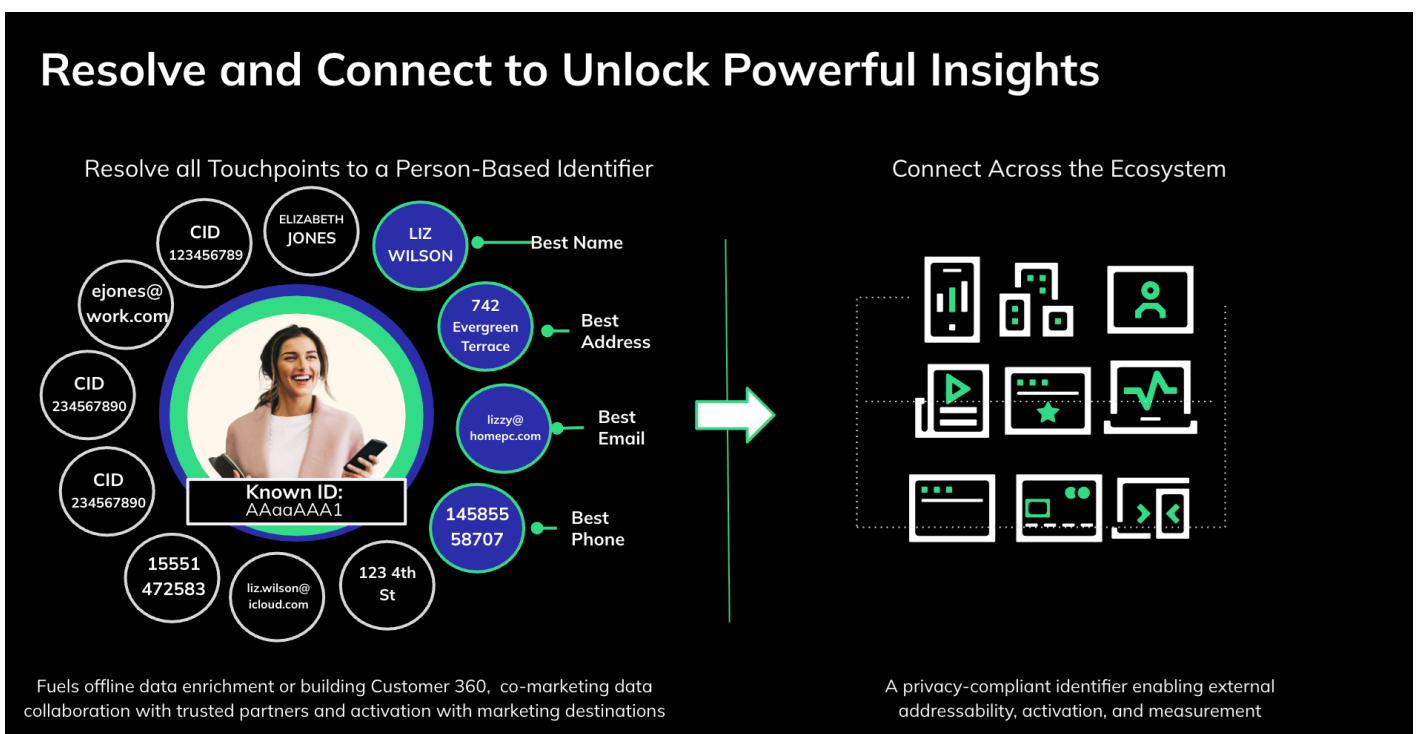 Resolve and Connect to Unlock Powerful Insights
Resolve all Touchpoints to a Person-Based Identifier
CID
123456789
ELIZABETH
JONES
LIZ
WILSON
Best Name
ejones@
work.com
742
Evergreen
Terrace
Best
Address
CID
234567890
lizzy@
homepc.com
Best
Email
CID
234567890
Known ID:
AAaaAAA1
145855
58707
Best
Phone
15551
472583
liz.wilson@
icloud.com
123 4th
St
Fuels offline data enrichment or building Customer 360, co-marketing data
collaboration with trusted partners and activation with marketing destinations
Connect Across the Ecosystem
A privacy-compliant identifier enabling external
addressability, activation, and measurement